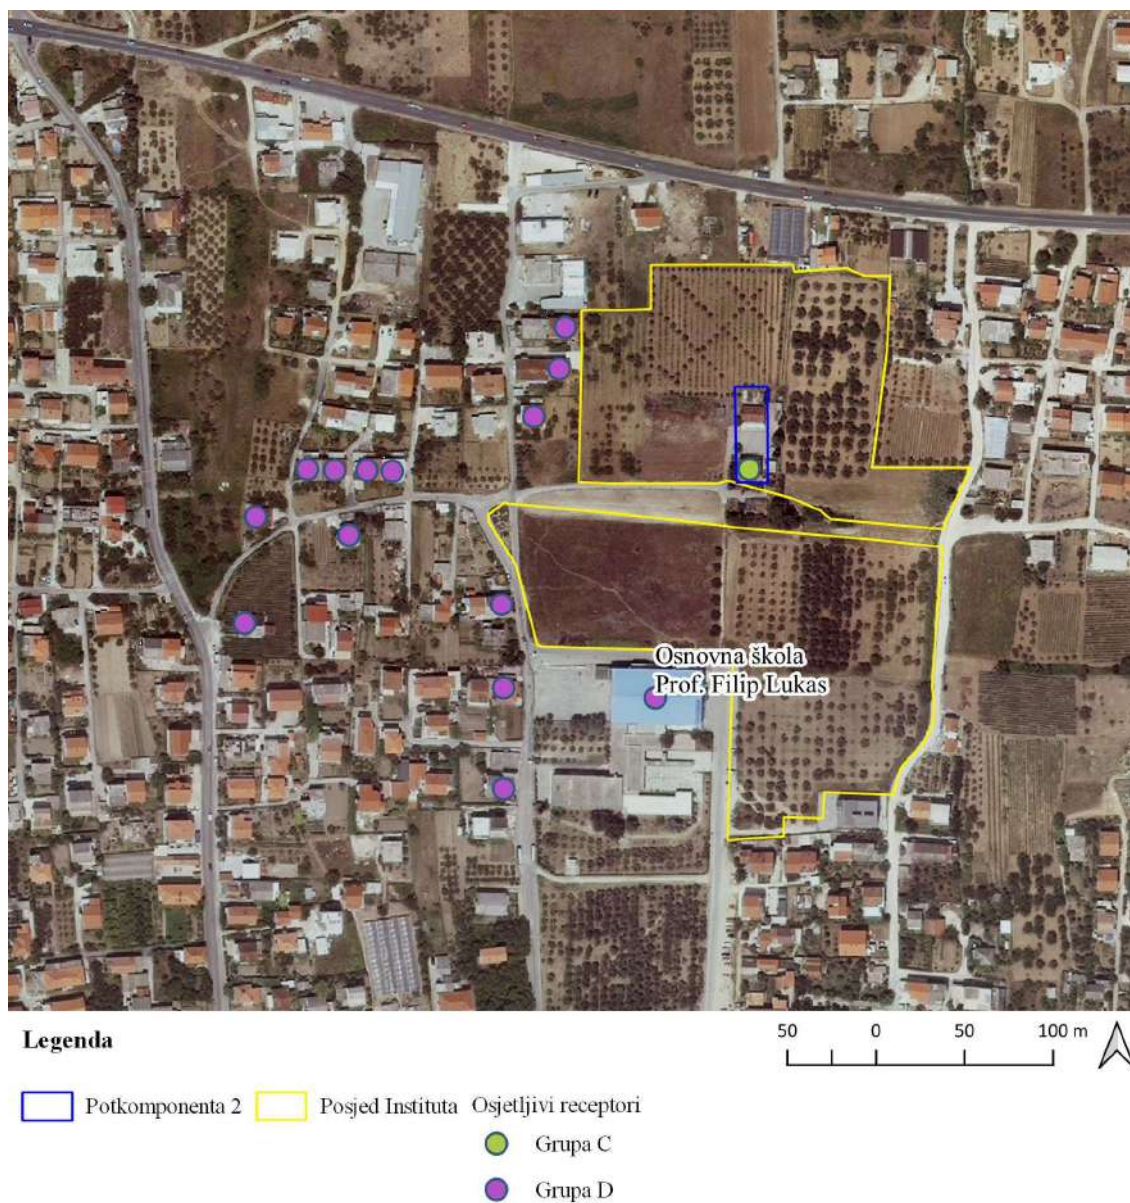 Osnovna škola
Prof. Filip Lukas
Legenda
50 0 50 100 m
Potkomponenta 2
Posjed Instituta
Osjetljivi receptori
Grupa C
Grupa D